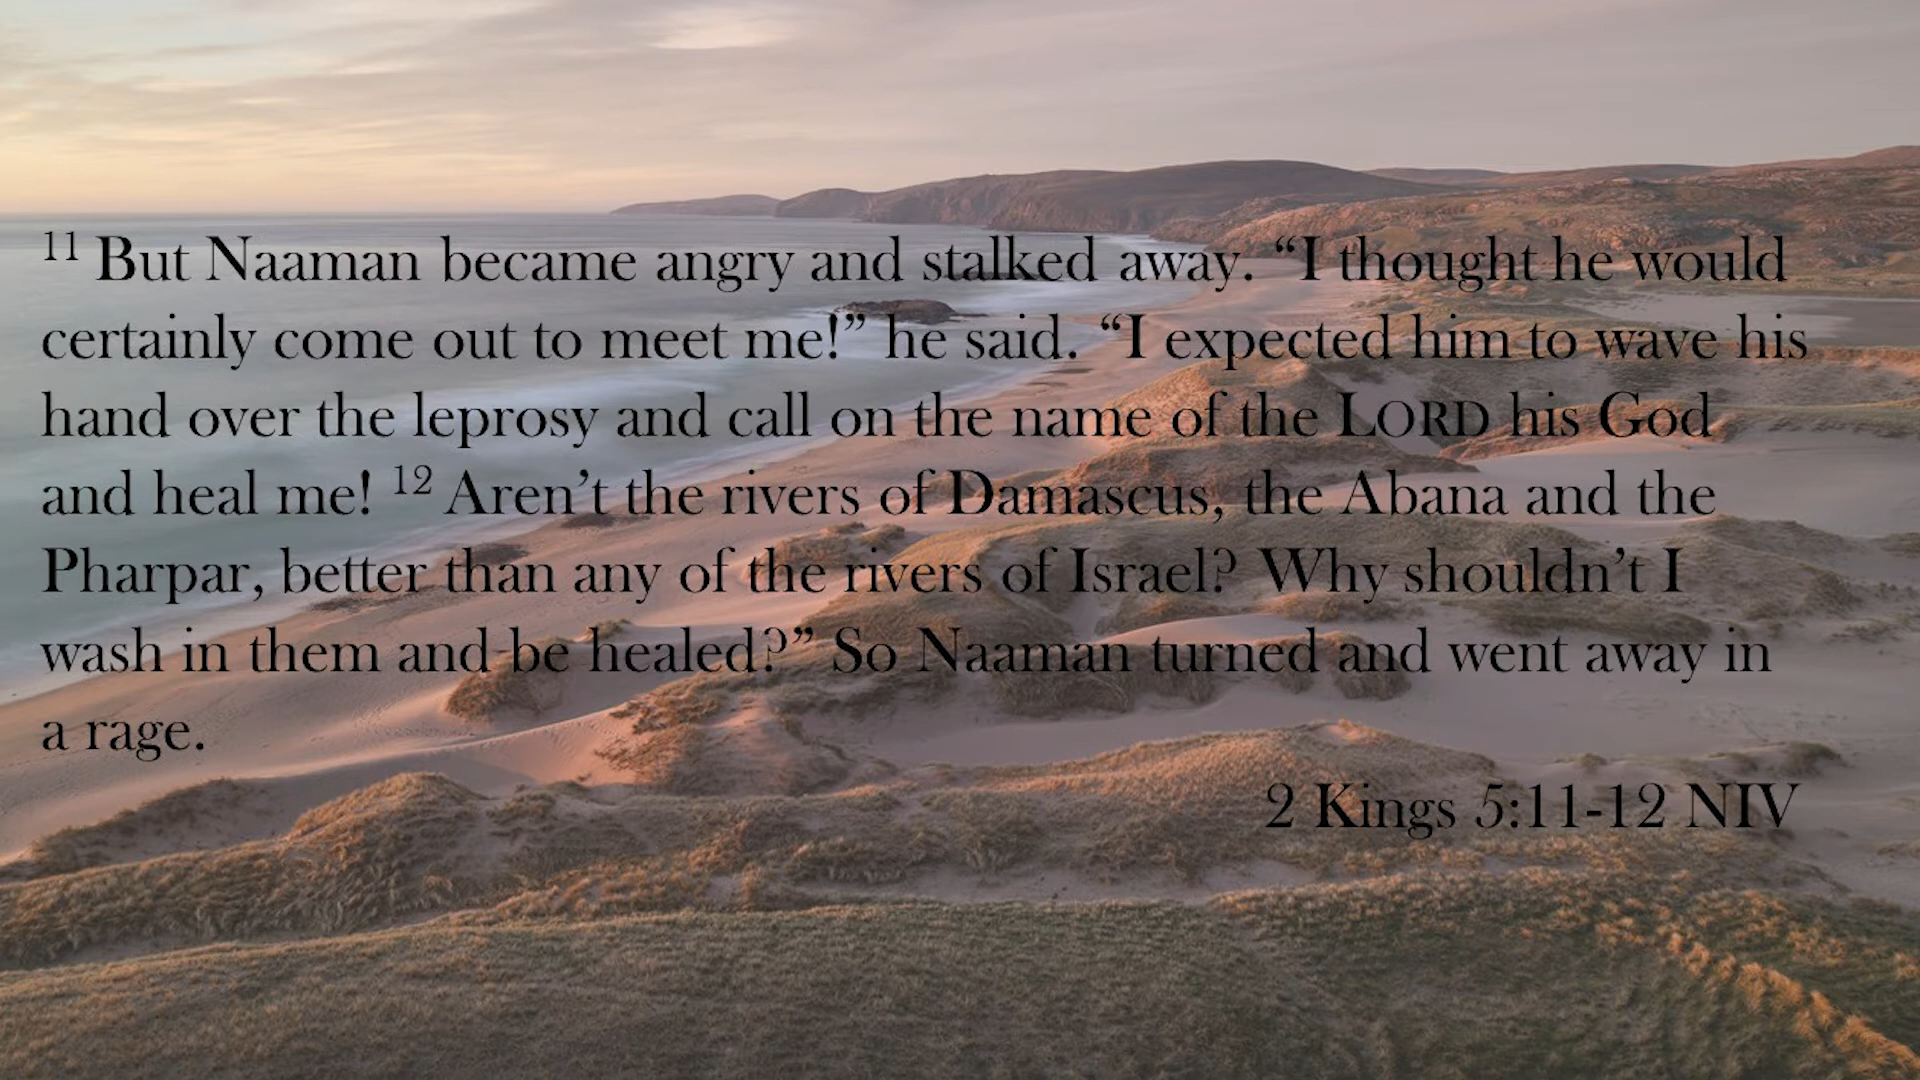 11 But Naaman became angry and stalked away. “I thought he would
certainly come out to meet me!” he said. “I expected him to wave his
hand over the leprosy and call on the name of the LORD his God
and heal me! 12 Aren’t the rivers of Damascus, the Abana and the
Pharpar, better than any of the rivers of Israel? Why shouldn’t I
wash in them and be healed?” So Naaman turned and went away in
a rage.
2 Kings 5:11-12 NIV